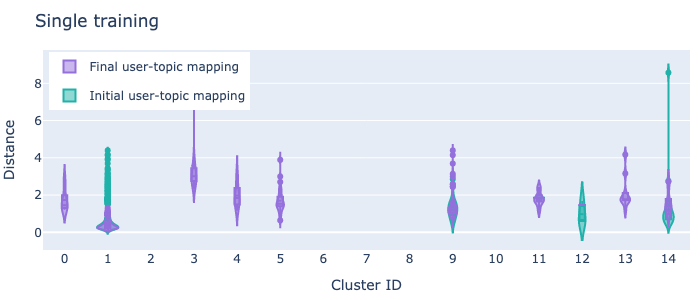 Single training
Final user-topic mapping
Initial user-topic mapping
Distance
8
6
4
2
0
0 1 2 3 4 5 6 7 8 9 10 11 12 13 14
Cluster ID